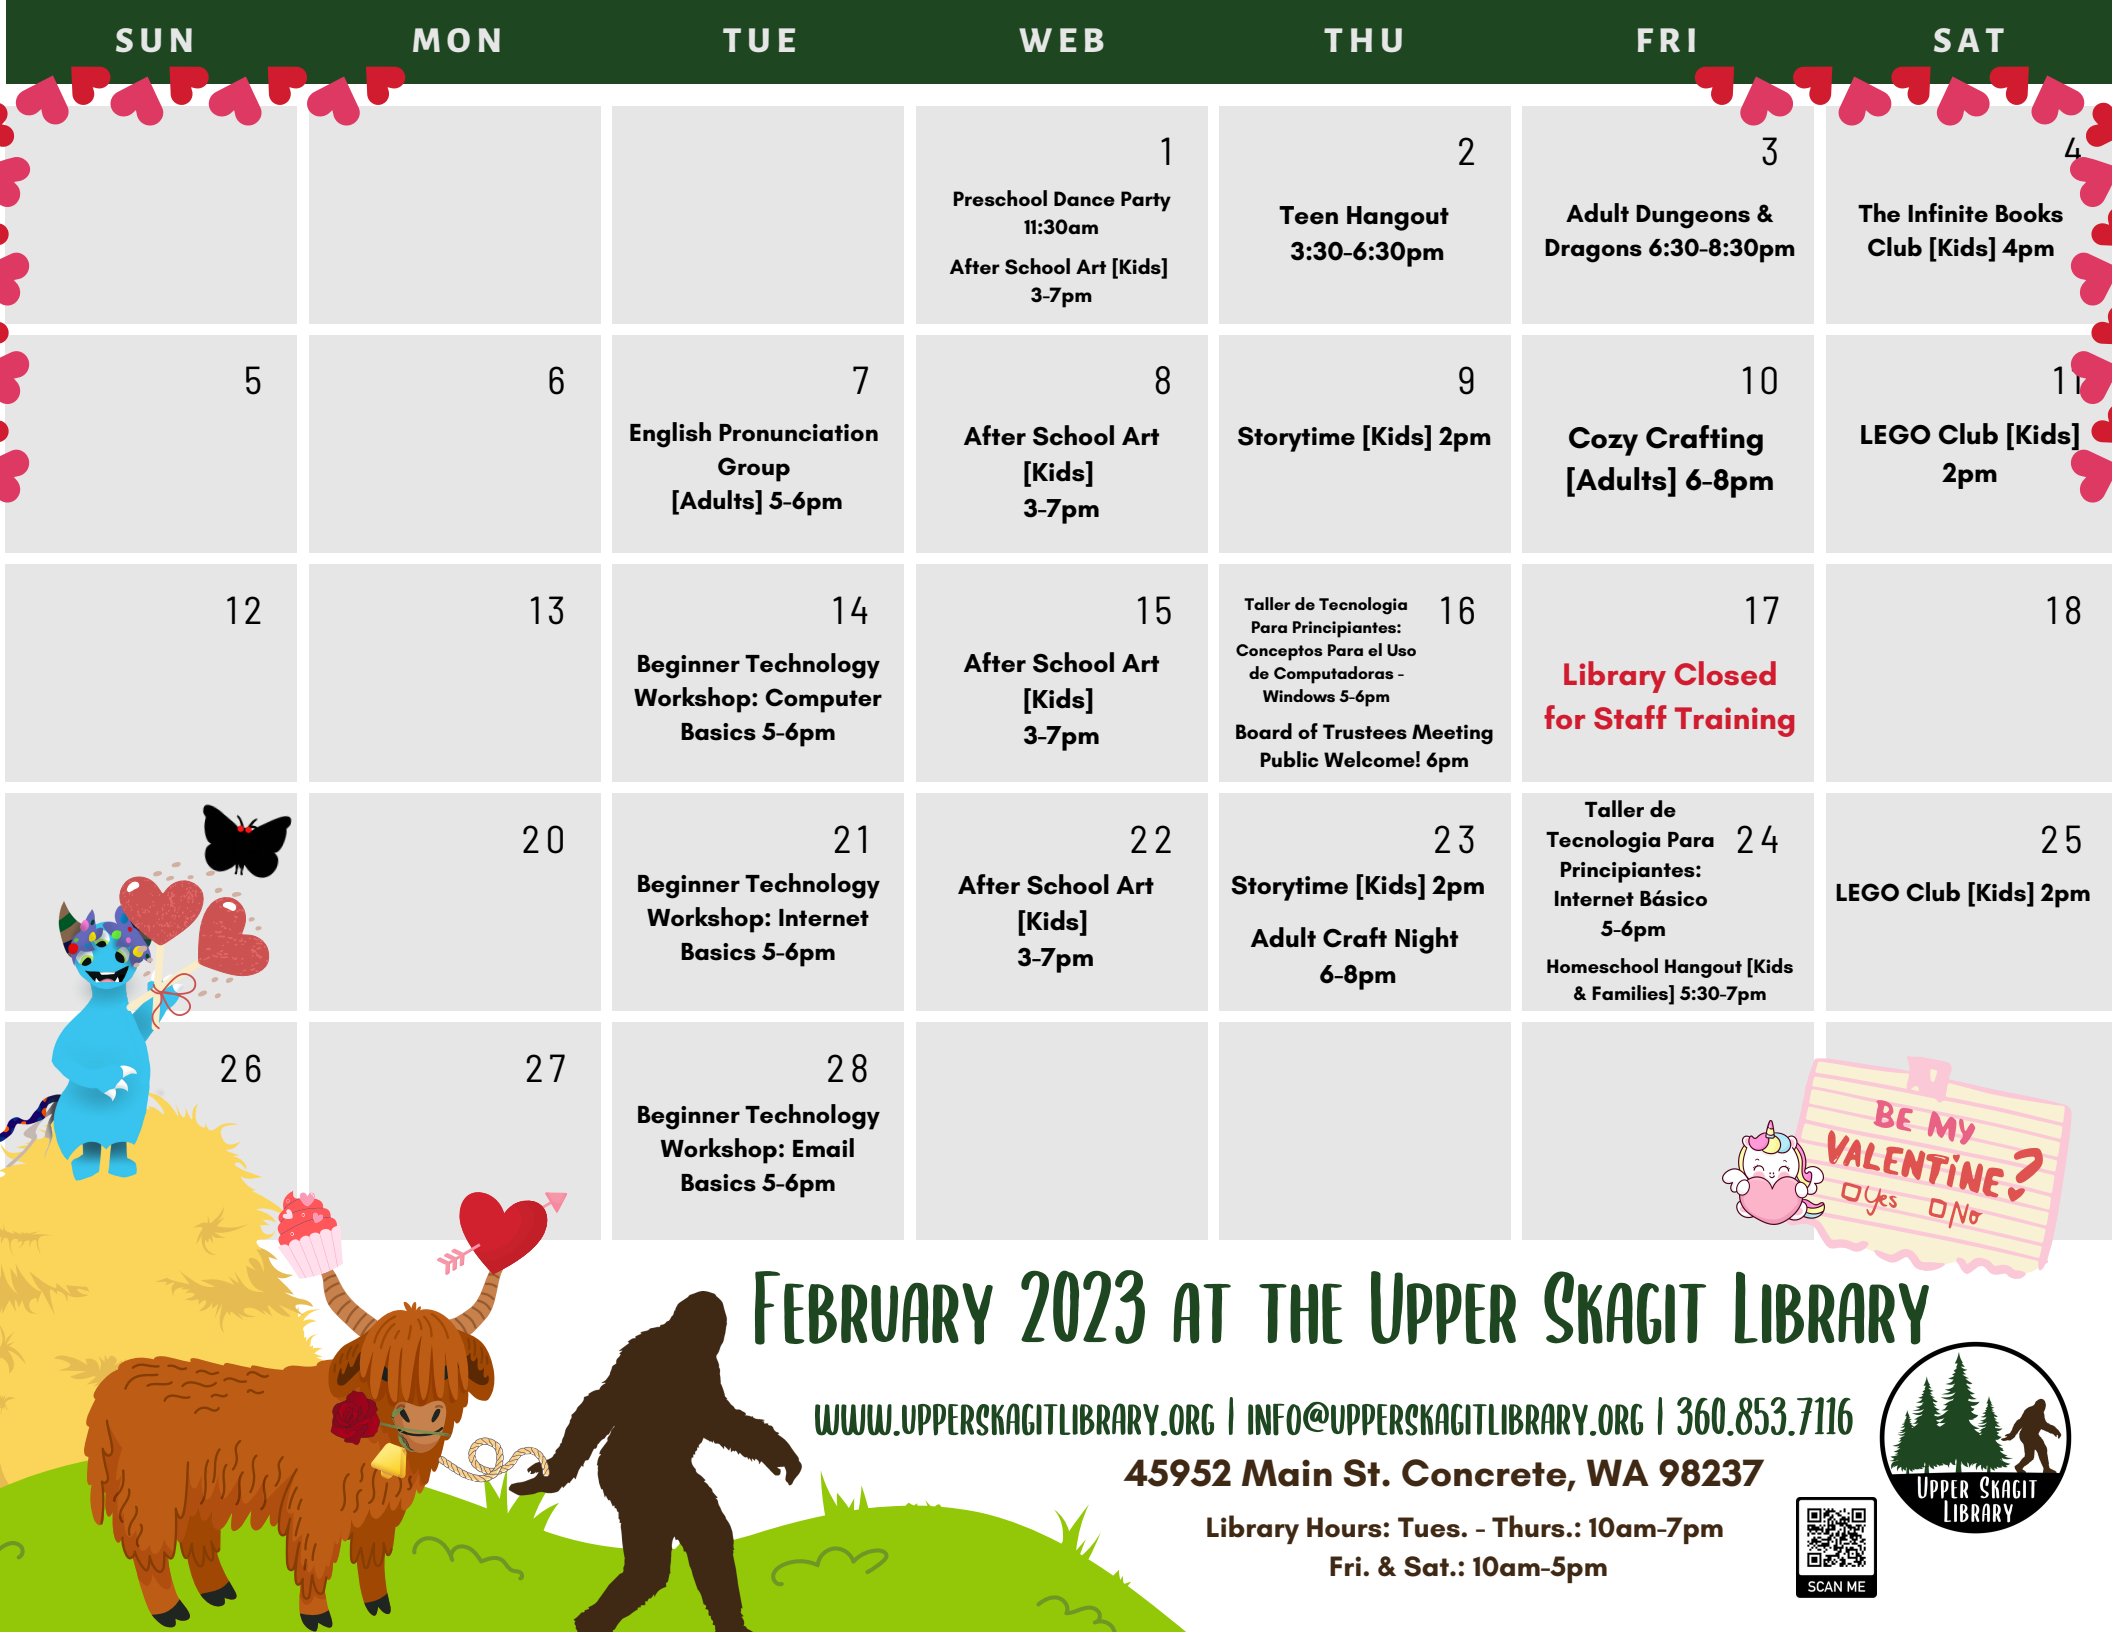 SUN MON TUE WEB THU FRI SAT
1
Preschool Dance Party
11:30am
After School Art [Kids]
3-7pm
2
Teen Hangout
3:30-6:30pm
3
Adult Dungeons &
Dragons 6:30-8:30pm
4
The Infinite Books
Club [Kids] 4pm
5
6
7
English Pronunciation
Group
[Adults] 5-6pm
8
After School Art
[Kids]
3-7pm
9
Storytime [Kids] 2pm
10
Cozy Crafting
[Adults] 6-8pm
11
LEGO Club [Kids]
2pm
12
13
14
Beginner Technology
Workshop: Computer
Basics 5-6pm
15
After School Art
[Kids]
3-7pm
16
Taller de Tecnologia
Para Principiantes:
Conceptos Para el Uso
de Computadoras -
Windows 5-6pm
Board of Trustees Meeting
Public Welcome! 6pm
17
Library Closed
for Staff Training
18
20
21
Beginner Technology
Workshop: Internet
Basics 5-6pm
22
After School Art
[Kids]
3-7pm
23
Storytime [Kids] 2pm
Adult Craft Night
6-8pm
24
Taller de
Tecnologia Para
Principiantes:
Internet Básico
5-6pm
Homeschool Hangout [Kids
& Families] 5:30-7pm
25
LEGO Club [Kids] 2pm
26
27
28
Beginner Technology
Workshop: Email
Basics 5-6pm
BE MY
VALENTINE?
Yes No
February 2023 at the Upper Skagit Library
www.upperskagitlibrary.org | info@upperskagitlibrary.org | 360.853.7116
45952 Main St. Concrete, WA 98237
Library Hours: Tues. - Thurs.: 10am-7pm
Fri. & Sat.: 10am-5pm
SCAN ME
Upper Skagit
Library